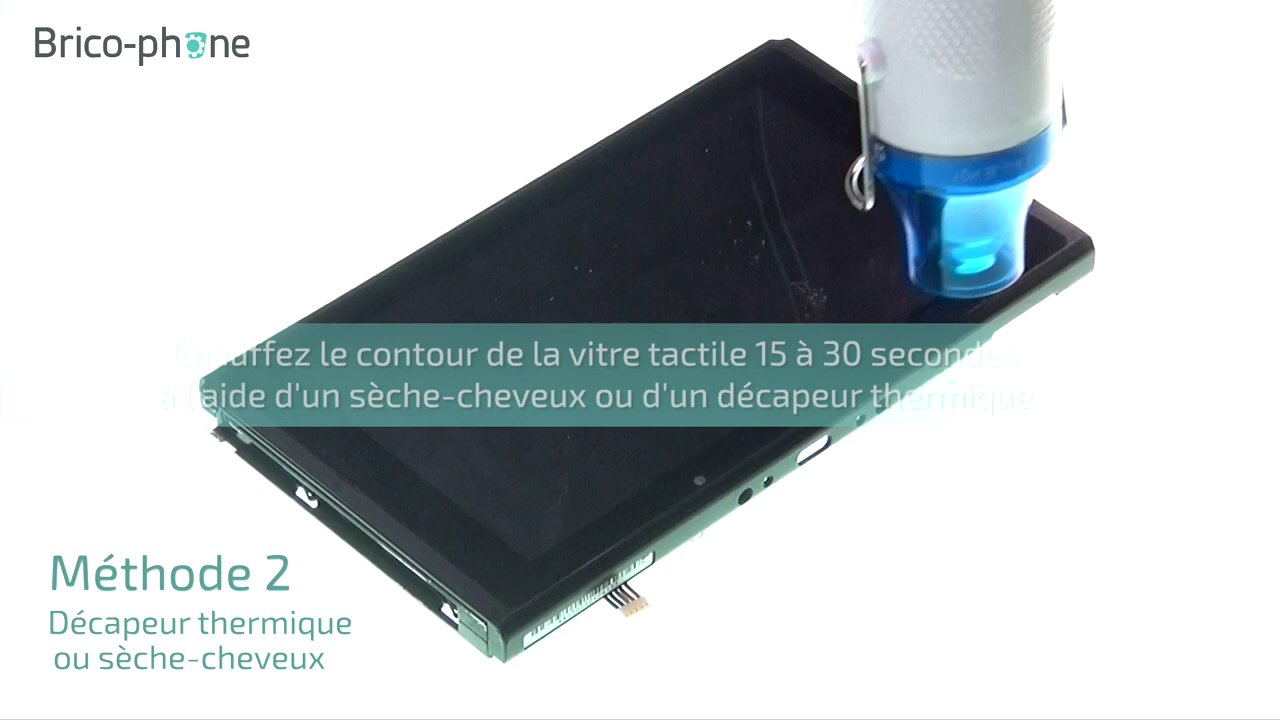 Brico-phone
Chauffez le contour de la vitre tactile 15 à 30 secondes
à l'aide d'un sèche-cheveux ou d'un décapeur thermique
Méthode 2
Décapeur thermique
ou sèche-cheveux